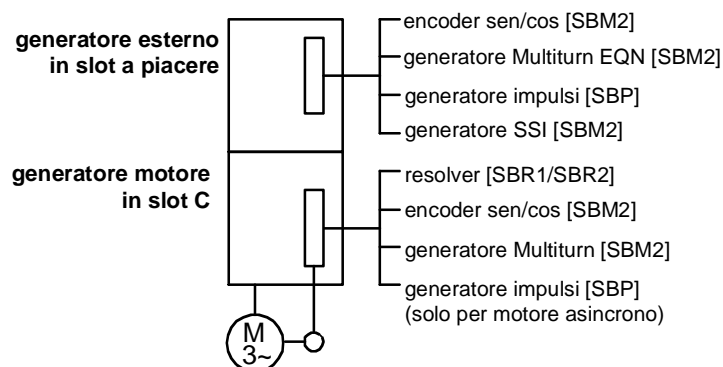 generatore esterno
in slot a piacere
encoder sen/cos [SBM2]
generatore Multiturn EQN [SBM2]
generatore impulsi [SBP]
generatore SSI [SBM2]
generatore motore
in slot C
resolver [SBR1/SBR2]
encoder sen/cos [SBM2]
generatore Multiturn [SBM2]
generatore impulsi [SBP]
(solo per motore asincrono)
M
3~